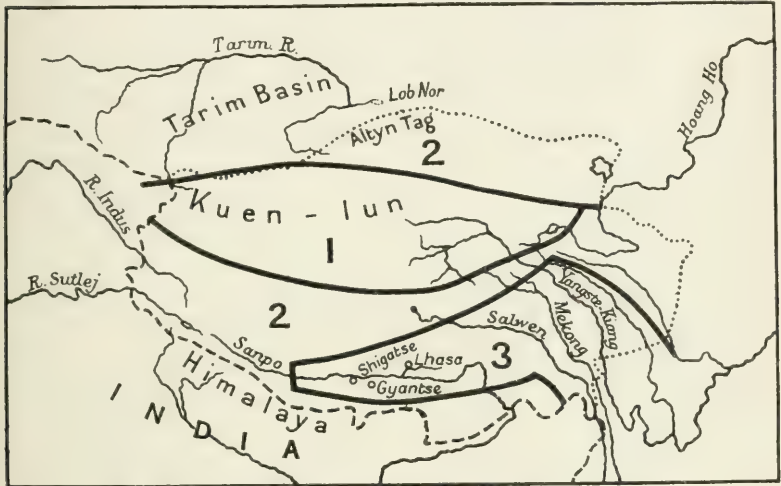 Tarim. R.
Tarim Basin
Lob Nor
Altyn Tag
Hoang Ho
2
Kuen-lun
R. Indus
1
R. Sutlej
2
Yangste-Kiang
Mekong
Salwen
Sanpo
Shigatse
Lhasa
3
Gyantse
Himalaya
INDIA